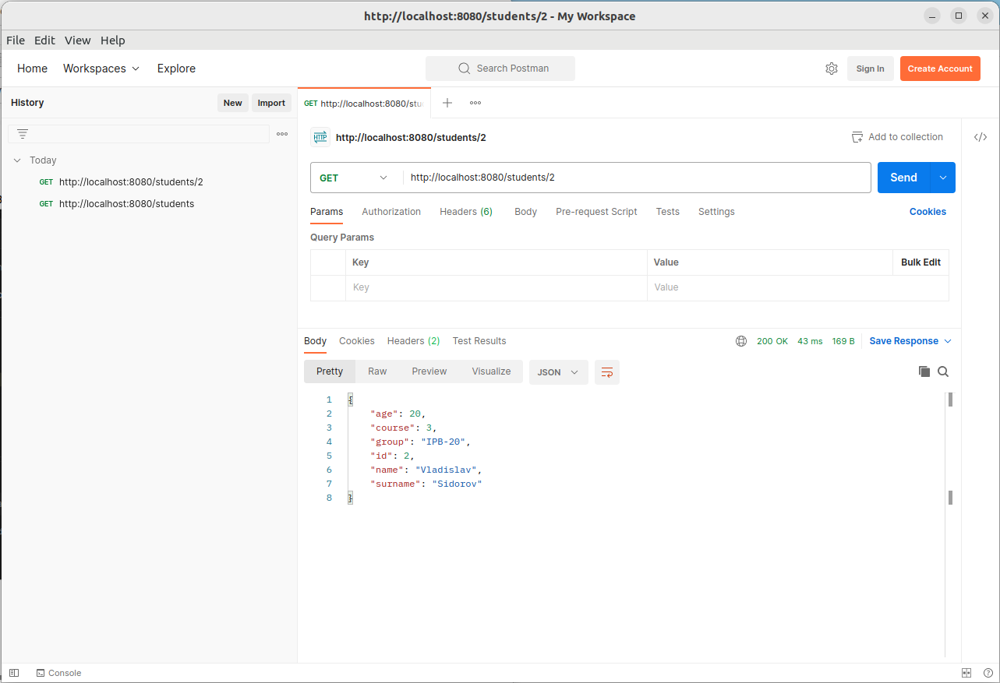 http://localhost:8080/students/2 - My Workspace
File Edit View Help
Home Workspaces Explore Search Postman Sign In Create Account
History New Import GET http://localhost:8080/stu
HTTP http://localhost:8080/students/2 Add to collection </>
Today
GET http://localhost:8080/students/2
GET http://localhost:8080/students
GET http://localhost:8080/students/2 Send
Params Authorization Headers (6) Body Pre-request Script Tests Settings Cookies
Query Params
Key Value Bulk Edit
Key Value
Body Cookies Headers (2) Test Results 200 OK 43 ms 169 B Save Response
Pretty Raw Preview Visualize JSON
1 {
2 "age": 20,
3 "course": 3,
4 "group": "IPB-20",
5 "id": 2,
6 "name": "Vladislav",
7 "surname": "Sidorov"
8 }
Console